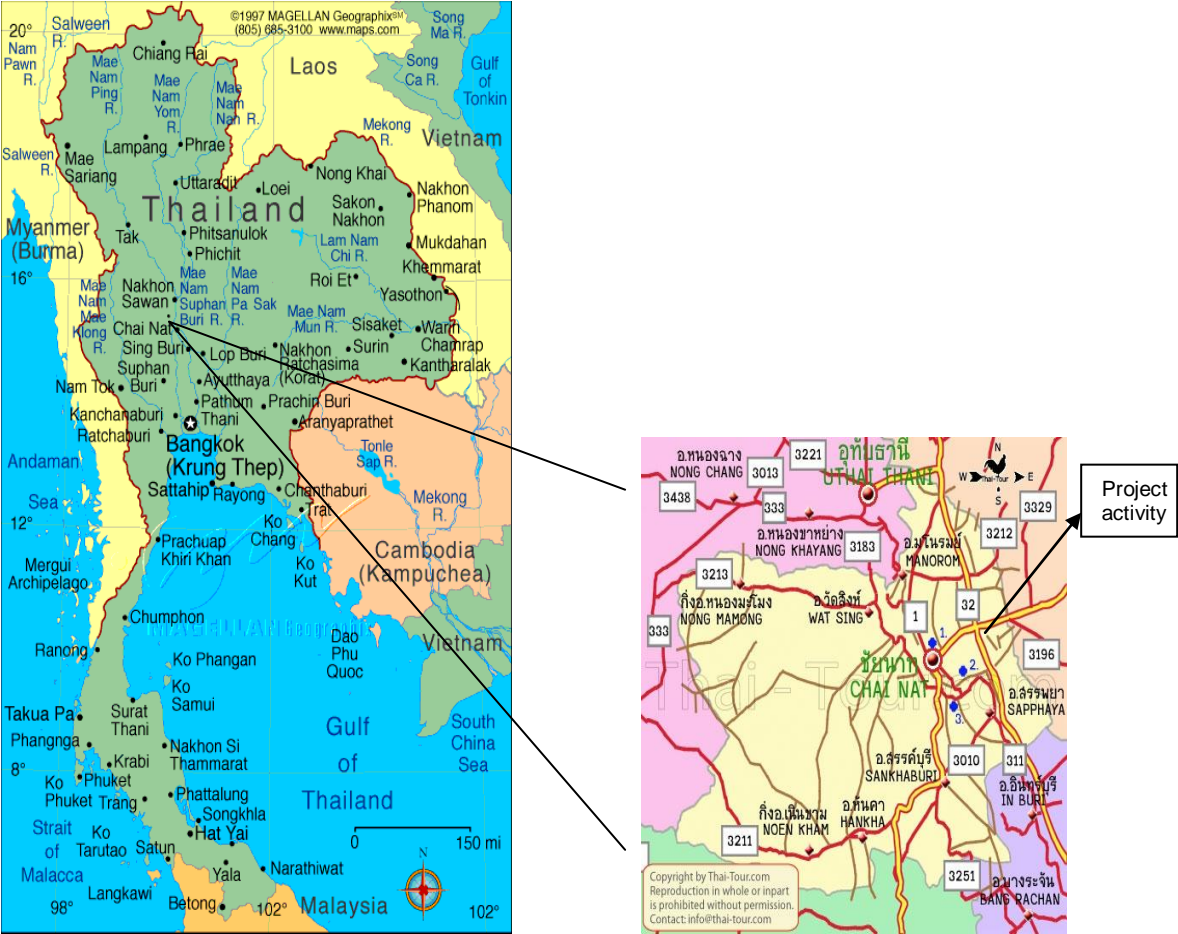 ©1997 MAGELLAN Geographix℠
(805) 685-3100 www.maps.com
20°
Salween
R.
Nam
Pawn
R.
Chiang Rai
Mae
Nam
Ping
R.
Mae
Nam
Yom
R.
Mae
Nam
Nan R.
Laos
Song
Ma R.
Song
Ca R.
Gulf
of
Tonkin
Mekong
R.
Vietnam
Salween
R.
Mae
Sariang
Lampang
Phrae
Uttaradit
Loei
Nong Khai
Nakhon
Phanom
Sakon
Nakhon
Thailand
Myanmer
(Burma)
Tak
Phitsanulok
Phichit
Lam Nam
Chi R.
Mukdahan
Khemmarat
16°
Mae
Nam
Mae
Klong
R.
Nakhon
Sawan
Mae
Nam
Suphan
Buri R.
Mae
Nam
Pa Sak
R.
Roi Et
Yasothon
Mae Nam
Mun R.
Sisaket
Warin
Chamrap
Chai Nat
Sing Buri
Lop Buri
Nakhon
Ratchasima
(Korat)
Surin
Kantharalak
Suphan
Buri
Nam Tok
Ayutthaya
Pathum
Thani
Prachin Buri
Kanchanaburi
Ratchaburi
Aranyaprathet
Bangkok
(Krung Thep)
Tonle
Sap R.
Andaman
Sea
Sattahip
Rayong
Chanthaburi
Trat
Mekong
R.
12°
Ko
Chang
Prachuap
Khiri Khan
Ko
Kut
Cambodia
(Kampuchea)
Mergui
Archipelago
Chumphon
MAGELLAN Geographix
Ranong
Dao
Phu
Quoc
Vietnam
Ko Phangan
Ko
Samui
Takua Pa
Surat
Thani
Phangnga
Gulf
of
Thailand
South
China
Sea
Nakhon Si
Thammarat
Krabi
8°
Ko
Phuket
Phuket
Trang
Phattalung
Songkhla
Hat Yai
Strait
of
Malacca
Ko
Tarutao
Satun
0
150 mi
N
Yala
Narathiwat
Langkawi
Betong
Malaysia
98°
102°
102°
อ.หนองฉาง
NONG CHANG
3013
3221
อุทัยธานี
UTHAI THANI
N
W
E
S
Thai-Tour
3438
333
3329
3212
อ.หนองขาหย่าง
NONG KHAYANG
3183
อ.มโนรมย์
MANOROM
3213
กิ่งอ.หนองมะโมง
NONG MAMONG
อ.วัดสิงห์
WAT SING
1
32
333
1.
ชัยนาท
CHAI NAT
2.
3196
Thai-Tour.com
3.
อ.สรรพยา
SAPPHAYA
อ.สรรค์บุรี
SANKHABURI
3010
311
อ.อินทร์บุรี
IN BURI
กิ่งอ.เนินขาม
NOEN KHAM
อ.หันคา
HANKHA
3211
3251
อ.บางระจัน
BANG RACHAN
Copyright by Thai-Tour.com
Reproduction in whole or inpart
is prohibited without permission.
Contact: info@thai-tour.com
Project
activity